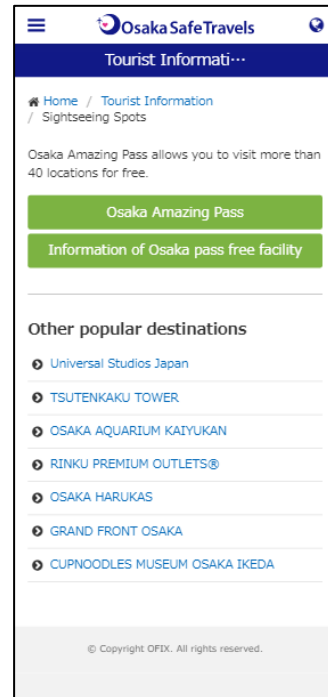 Osaka Safe Travels
Tourist Informati…
Home / Tourist Information
/ Sightseeing Spots
Osaka Amazing Pass allows you to visit more than
40 locations for free.
Osaka Amazing Pass
Information of Osaka pass free facility
Other popular destinations
Universal Studios Japan
TSUTENKAKU TOWER
OSAKA AQUARIUM KAIYUKAN
RINKU PREMIUM OUTLETS®
OSAKA HARUKAS
GRAND FRONT OSAKA
CUPNOODLES MUSEUM OSAKA IKEDA
© Copyright OFIX. All rights reserved.